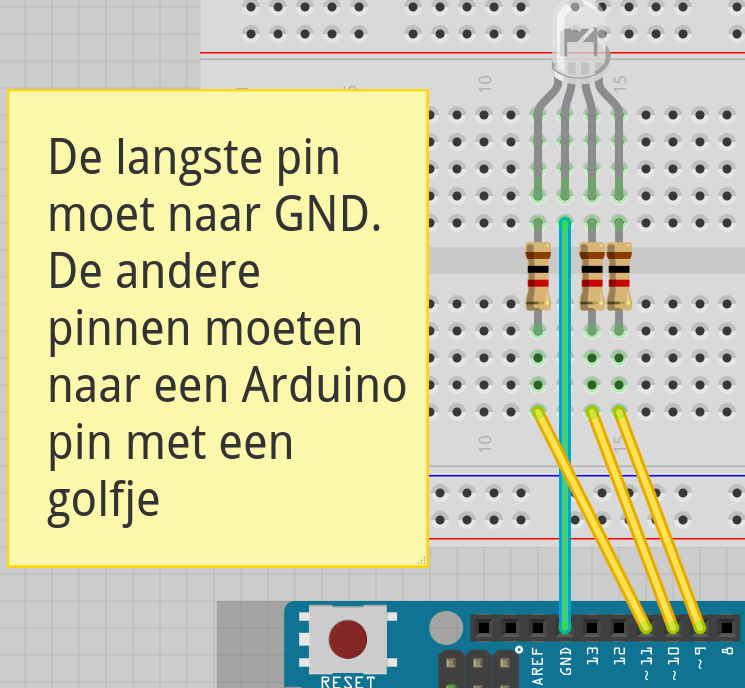 10
15
De langste pin
moet naar GND.
De andere
pinnen moeten
naar een Arduino
pin met een
golfje
10
15
AREF
GND
13
12
~11
~10
~9
8
RESET